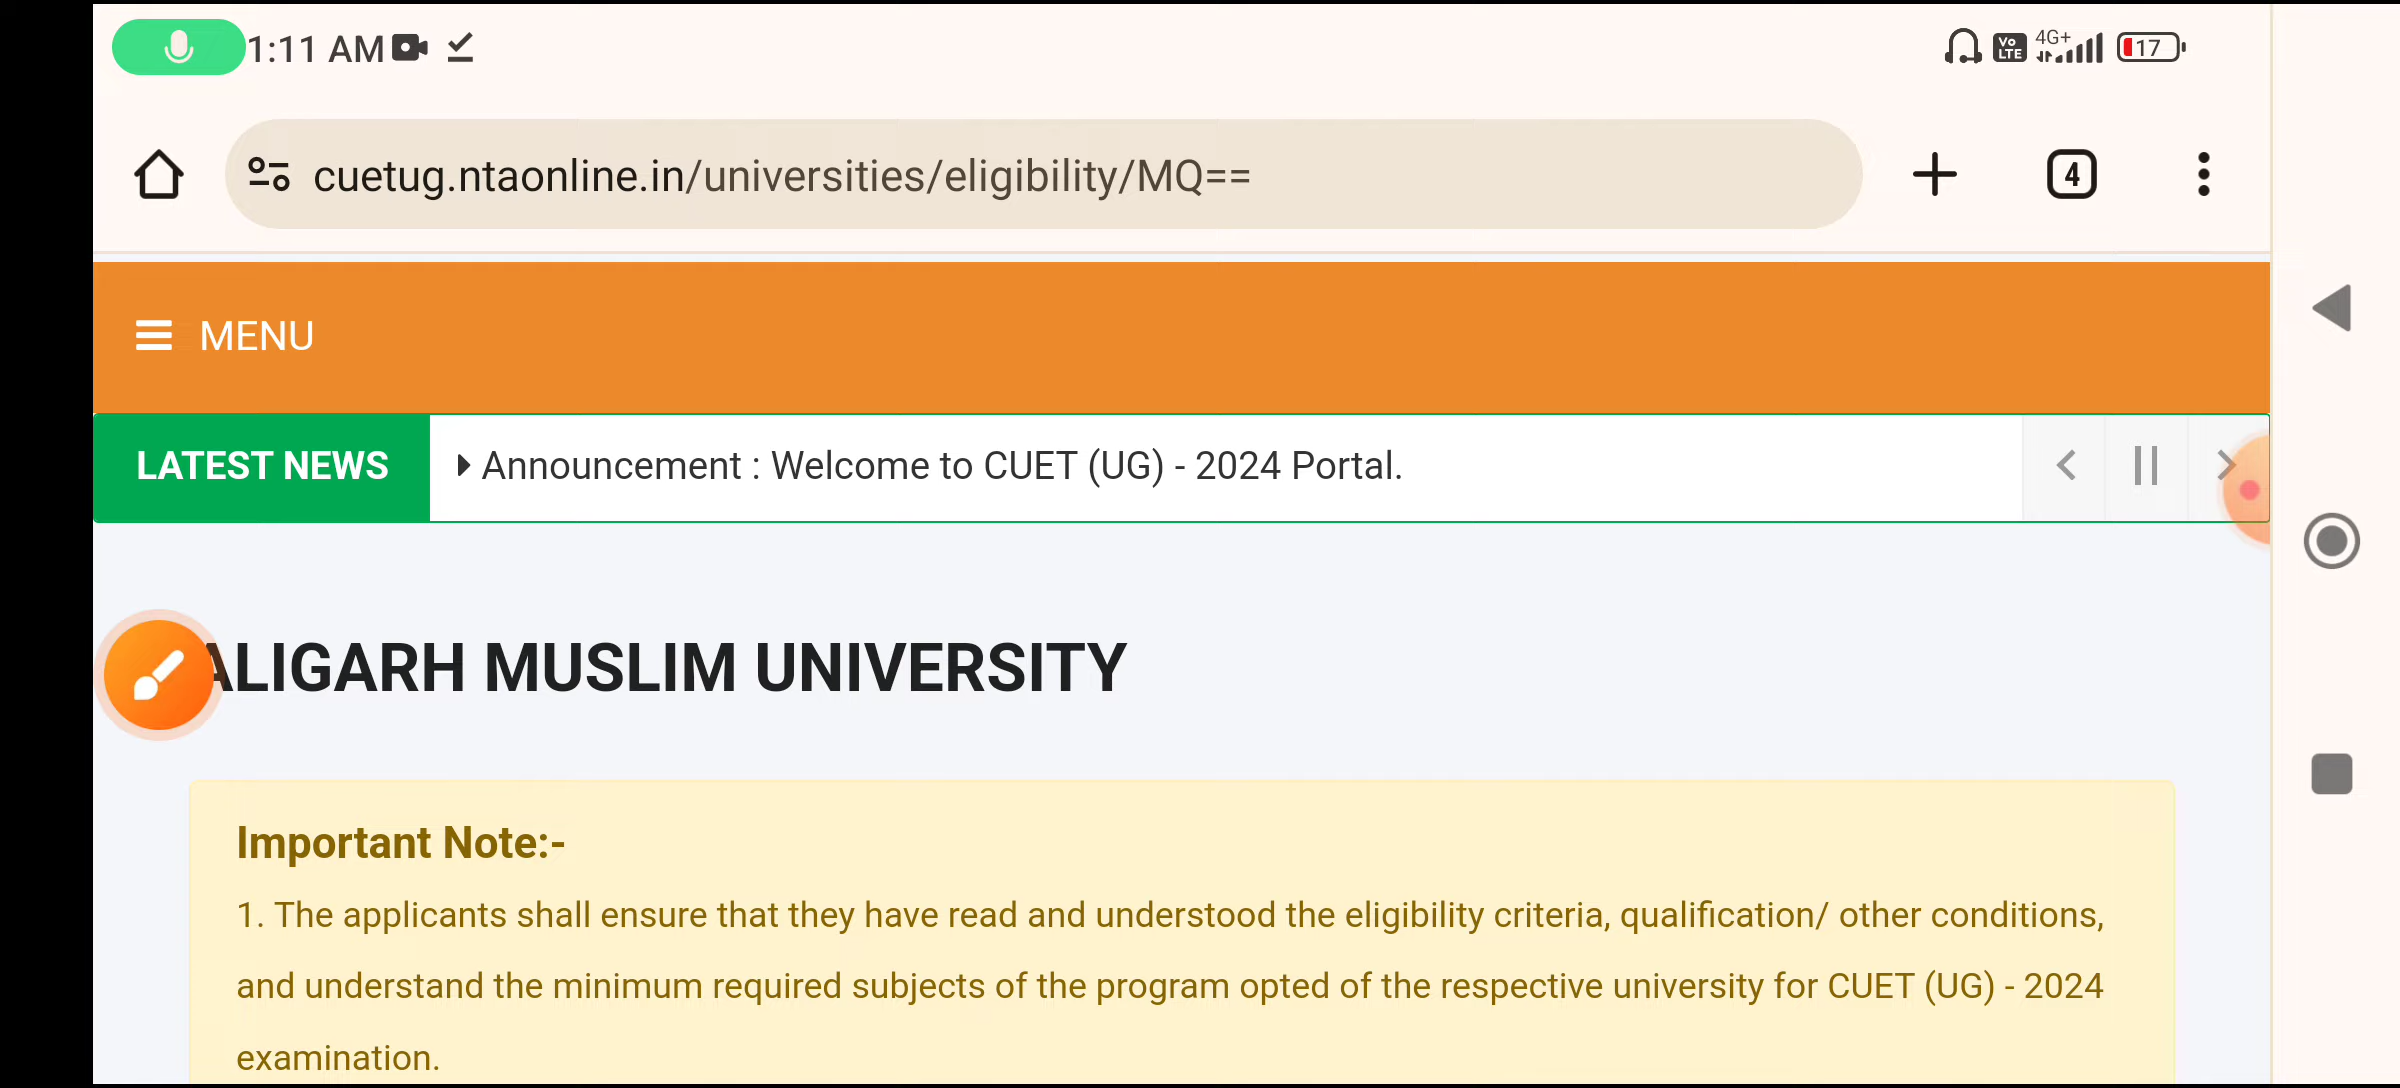 1:11 AM
Vo LTE 4G+ 17
cuetug.ntaonline.in/universities/eligibility/MQ==
4
MENU
LATEST NEWS
Announcement : Welcome to CUET (UG) - 2024 Portal.
ALIGARH MUSLIM UNIVERSITY
Important Note:-
1. The applicants shall ensure that they have read and understood the eligibility criteria, qualification/ other conditions,
and understand the minimum required subjects of the program opted of the respective university for CUET (UG) - 2024
examination.